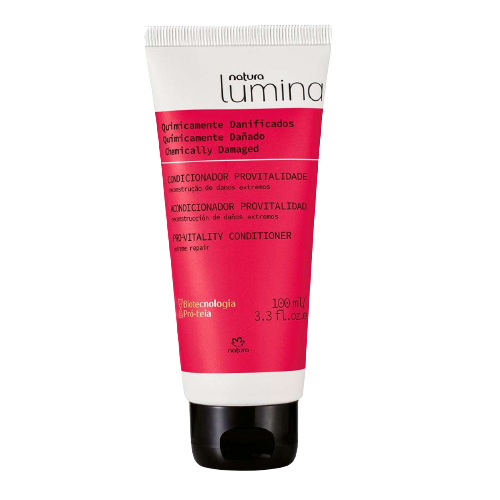 natura
lumina
Quimicamente Danificados
Químicamente Dañado
Chemically Damaged
CONDICIONADOR PROVITALIDADE
reconstrução de danos extremos
ACONDICIONADOR PROVITALIDAD
reconstrucción de daños extremos
PRO-VITALITY CONDITIONER
extreme repair
Biotecnologia
Pró-teia
100 ml/
3.3 fl.oz.e
natura